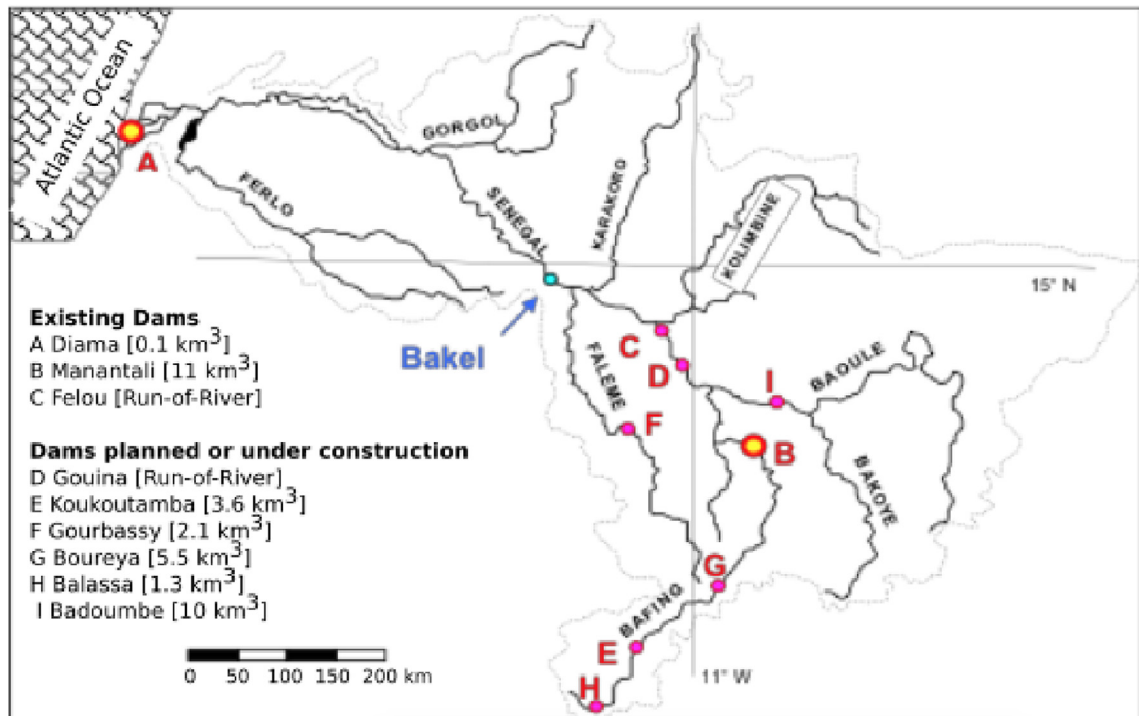 Atlantic Ocean
A
GORGOL
FERLO
SENEGAL
KARAKORO
KOLIMBINE
15° N
Bakel
C
D
FALEME
F
I
BAOULE
B
BAKOYE
G
BAFING
E
H
11° W
Existing Dams
A Diama [0.1 km³]
B Manantali [11 km³]
C Felou [Run-of-River]
Dams planned or under construction
D Gouina [Run-of-River]
E Koukoutamba [3.6 km³]
F Gourbassy [2.1 km³]
G Boureya [5.5 km³]
H Balassa [1.3 km³]
I Badoumbe [10 km³]
0 50 100 150 200 km